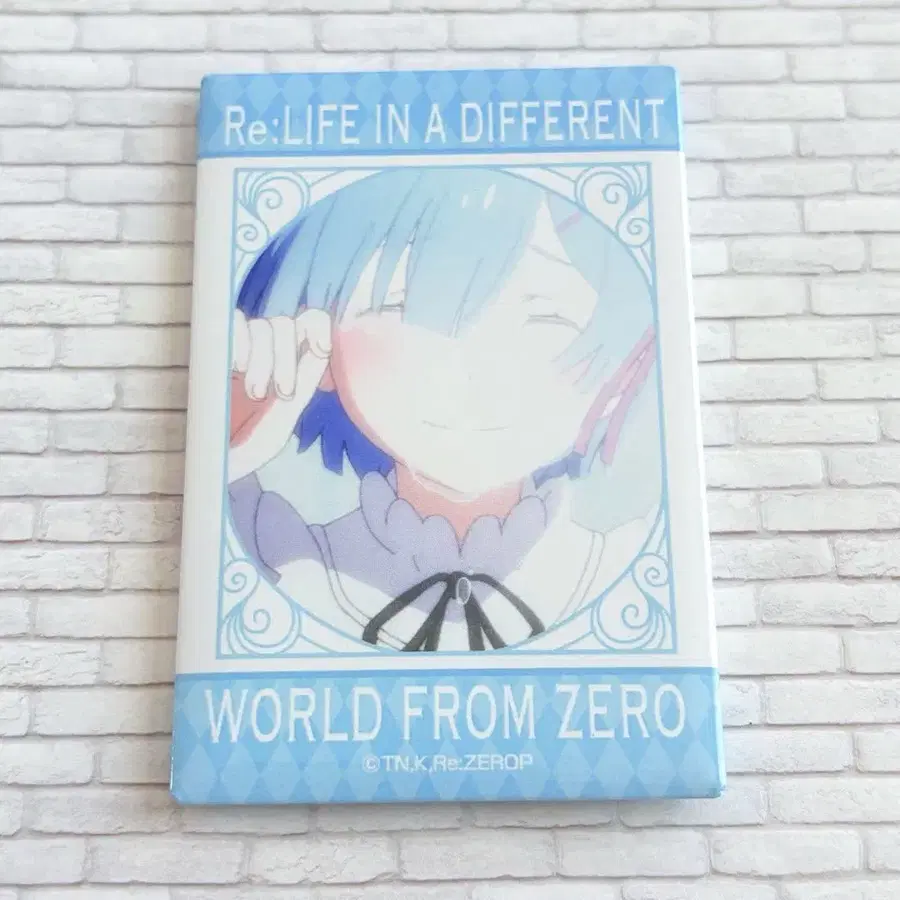 Re:LIFE IN A DIFFERENT
WORLD FROM ZERO
©TN,K,Re:ZEROP